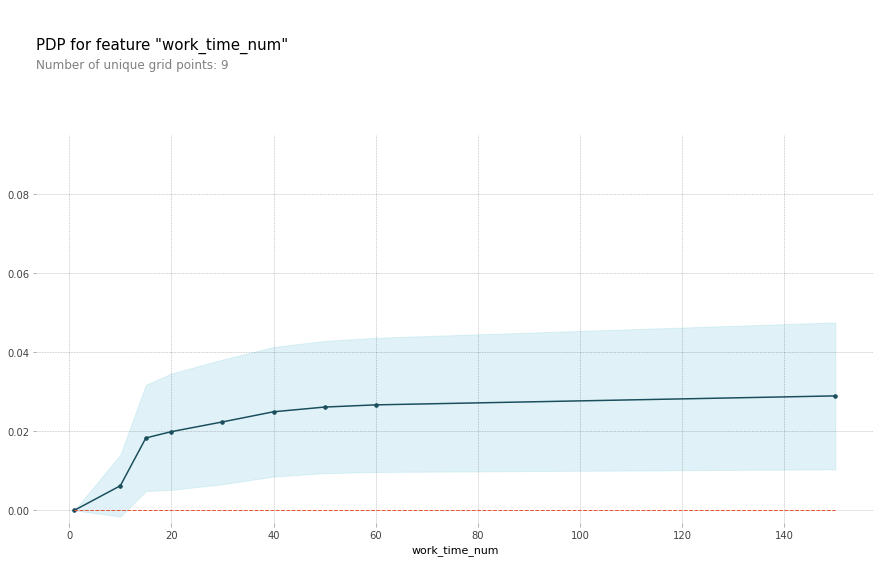 PDP for feature "work_time_num"
Number of unique grid points: 9
0.08
0.06
0.04
0.02
0.00
0 20 40 60 80 100 120 140
work_time_num